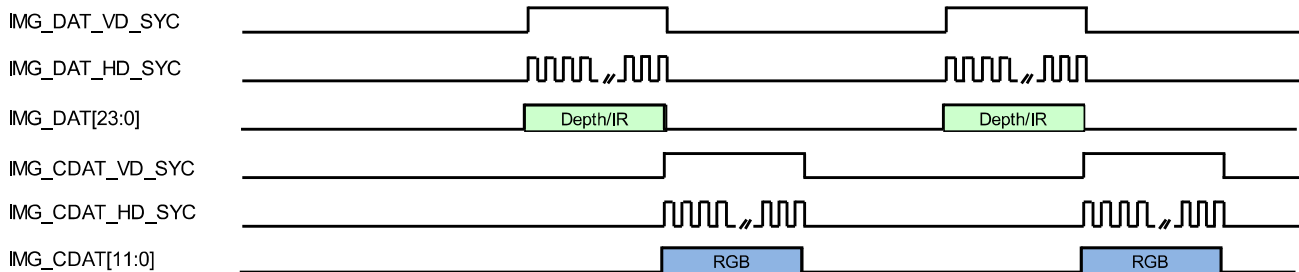 IMG_DAT_VD_SYC
IMG_DAT_HD_SYC
IMG_DAT[23:0] Depth/IR Depth/IR
IMG_CDAT_VD_SYC
IMG_CDAT_HD_SYC
IMG_CDAT[11:0] RGB RGB